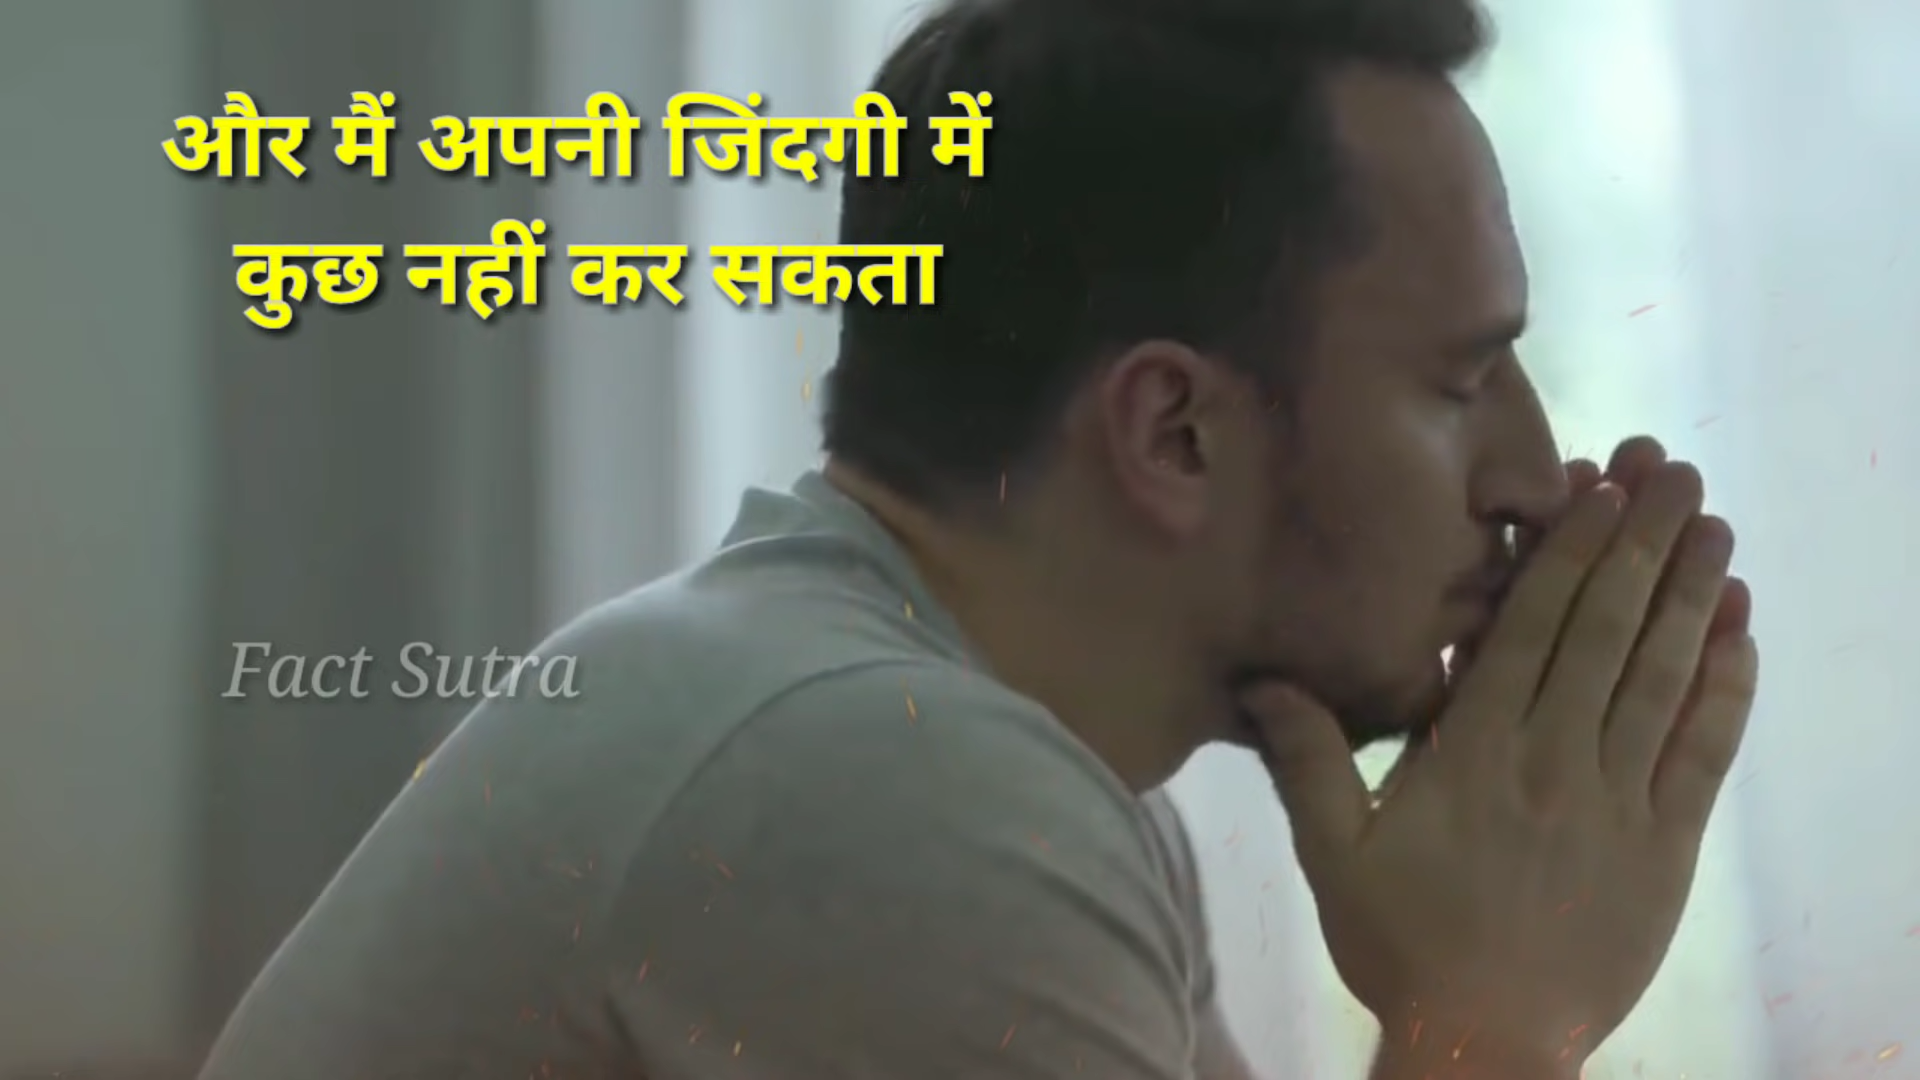 और मैं अपनी जिंदगी में
कुछ नहीं कर सकता
Fact Sutra